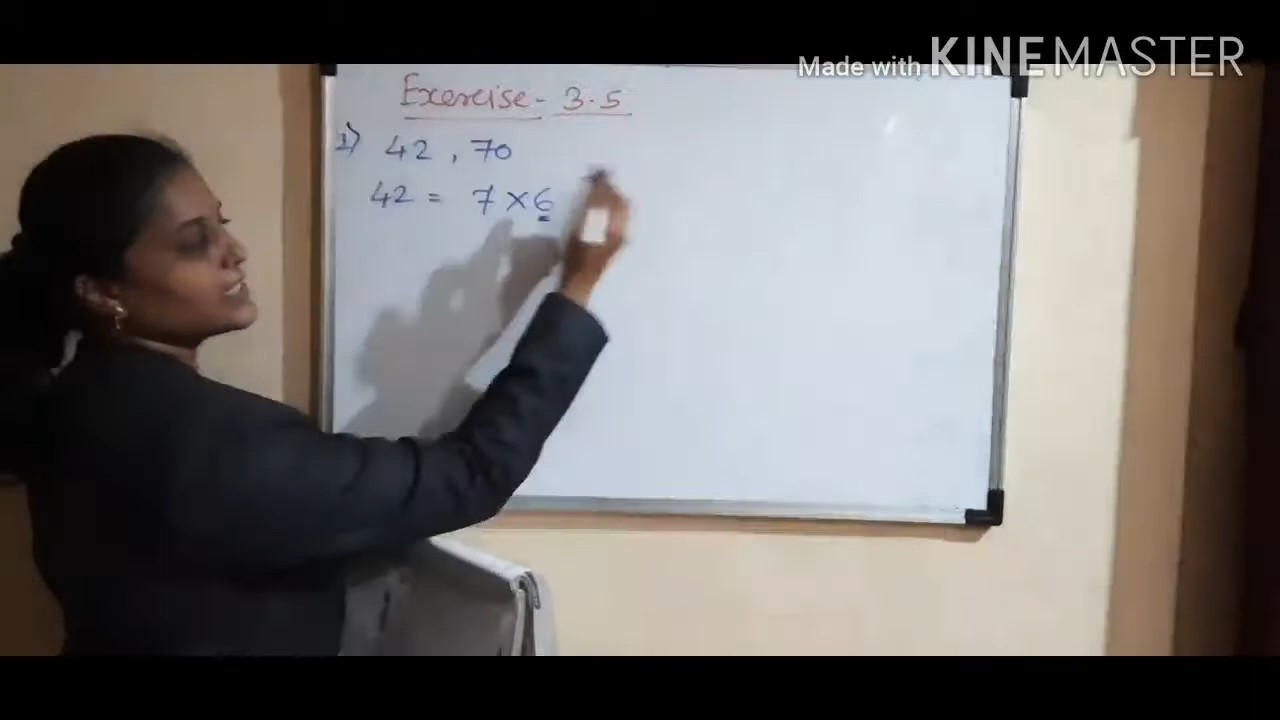 Made with KINEMASTER
Exercise - 3.5
1) 42 , 70
42 = 7 × 6